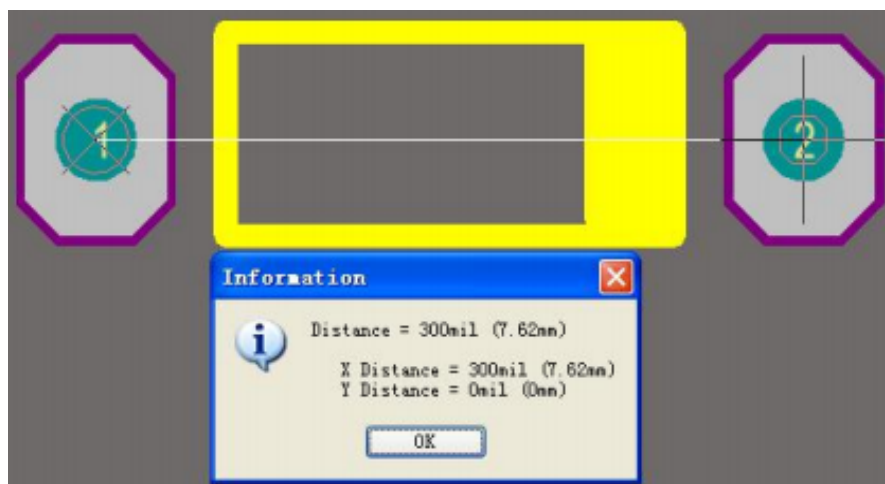 1
2
Information
Distance = 300mil (7.62mm)
X Distance = 300mil (7.62mm)
Y Distance = 0mil (0mm)
OK